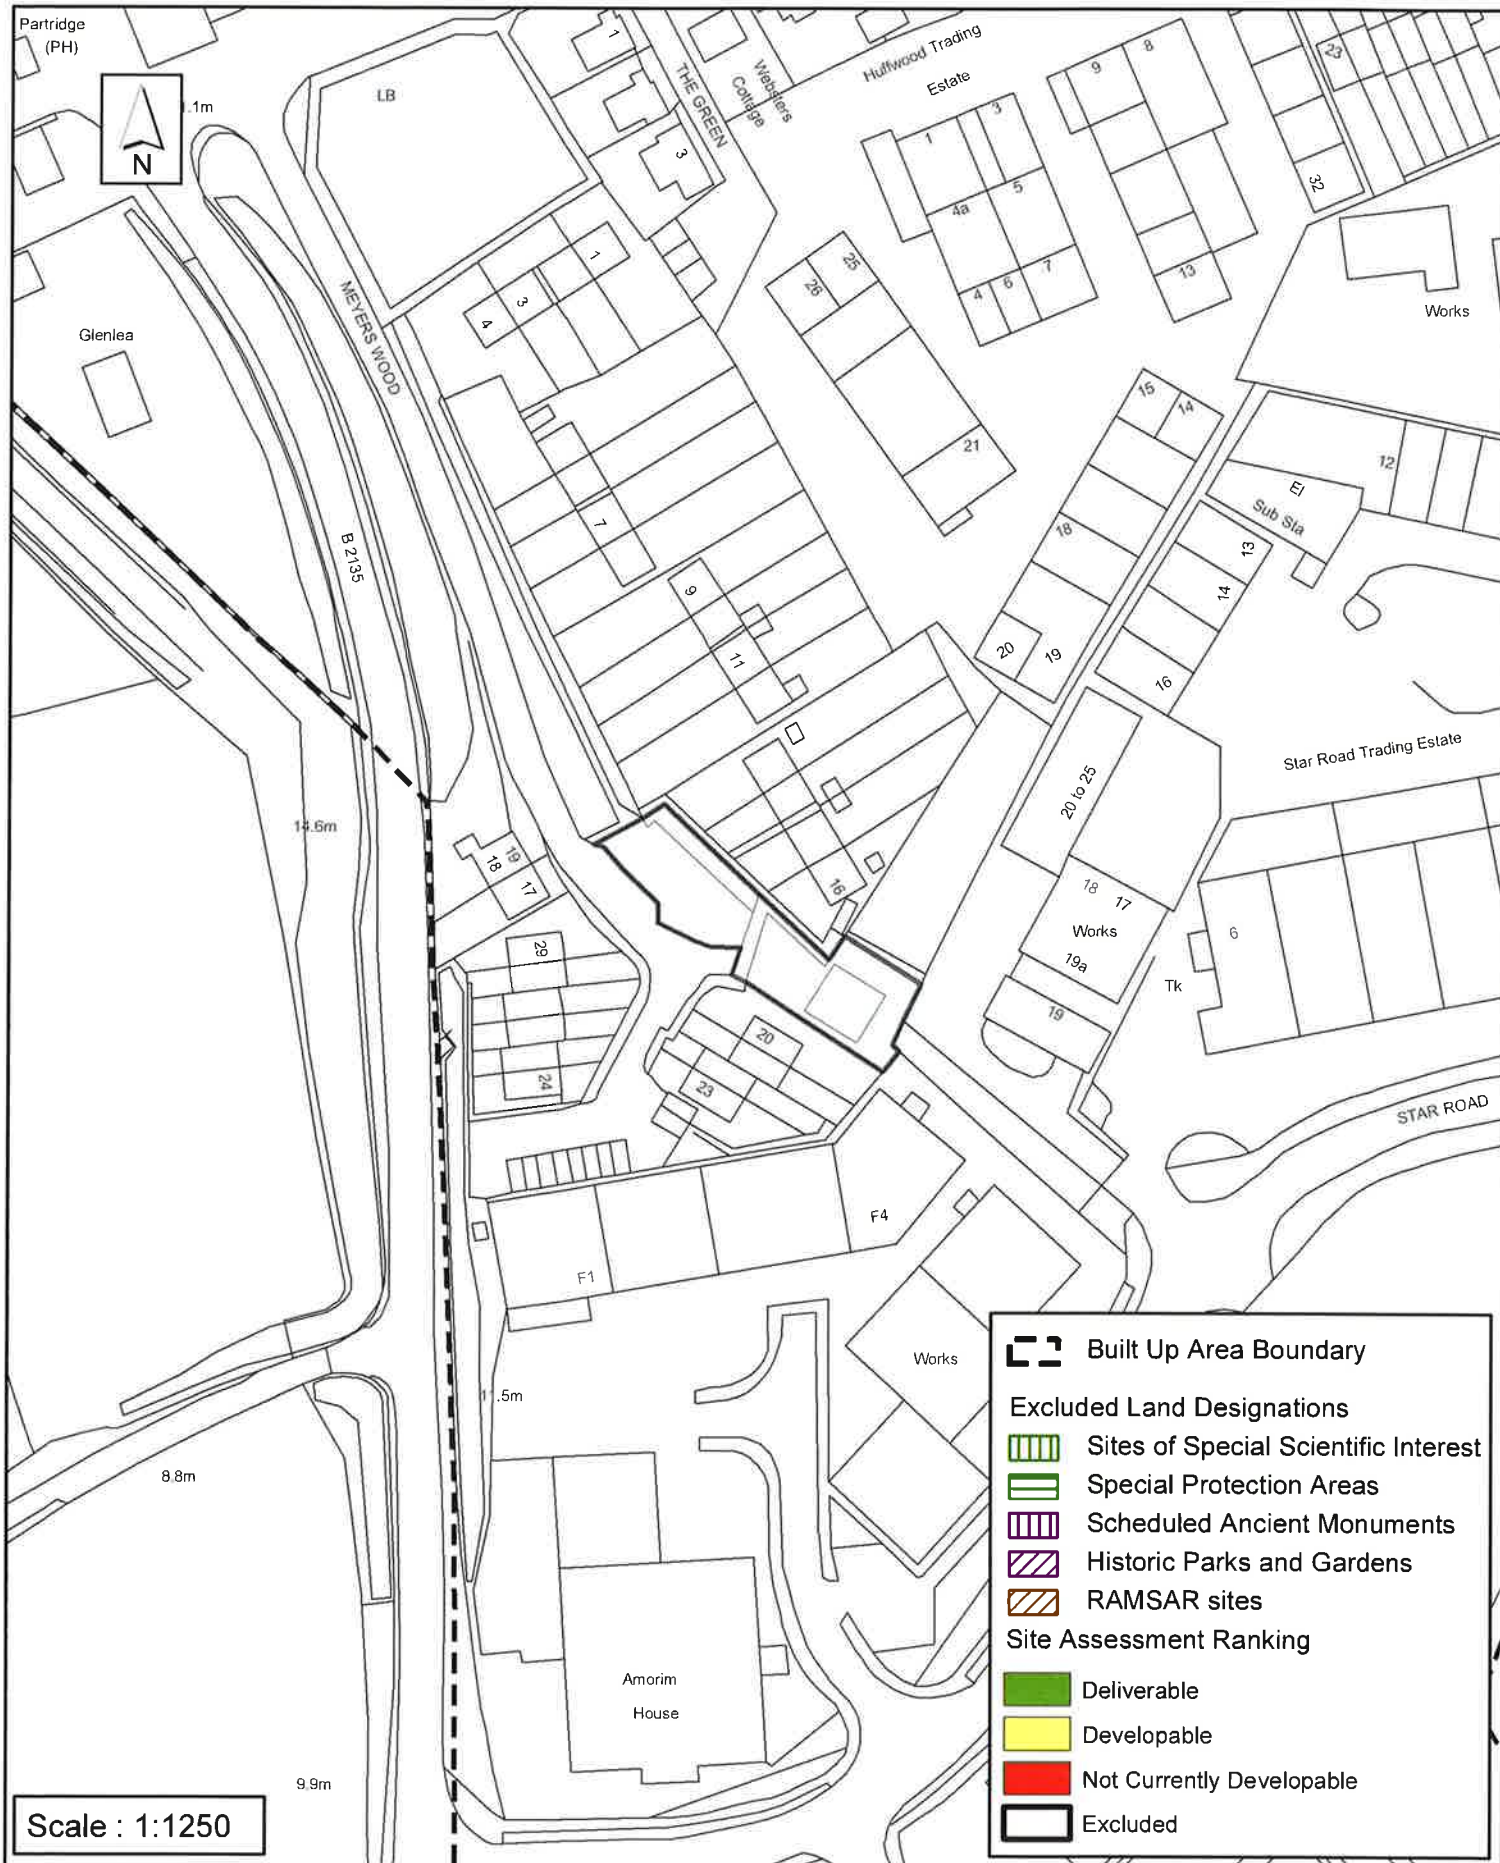 Partridge
(PH)
LB
1
THE GREEN
Websters
Cottage
Huffwood Trading
Estate
9
8
23
.1m
N
3
1
3
32
5
4a
1
25
26
7
6
4
13
Works
Glenlea
MEYERS WOOD
3
4
15
14
21
12
El
Sub Sta
B 2135
7
18
13
14
9
11
20
19
16
Star Road Trading Estate
20 to 25
14.6m
19
18
17
16
18
17
Works
19a
6
29
Tk
19
20
24
23
STAR ROAD
F4
F1
Works
11.5m
8.8m
Amorim
House
9.9m
Scale : 1:1250
Built Up Area Boundary
Excluded Land Designations
Sites of Special Scientific Interest
Special Protection Areas
Scheduled Ancient Monuments
Historic Parks and Gardens
RAMSAR sites
Site Assessment Ranking
Deliverable
Developable
Not Currently Developable
Excluded